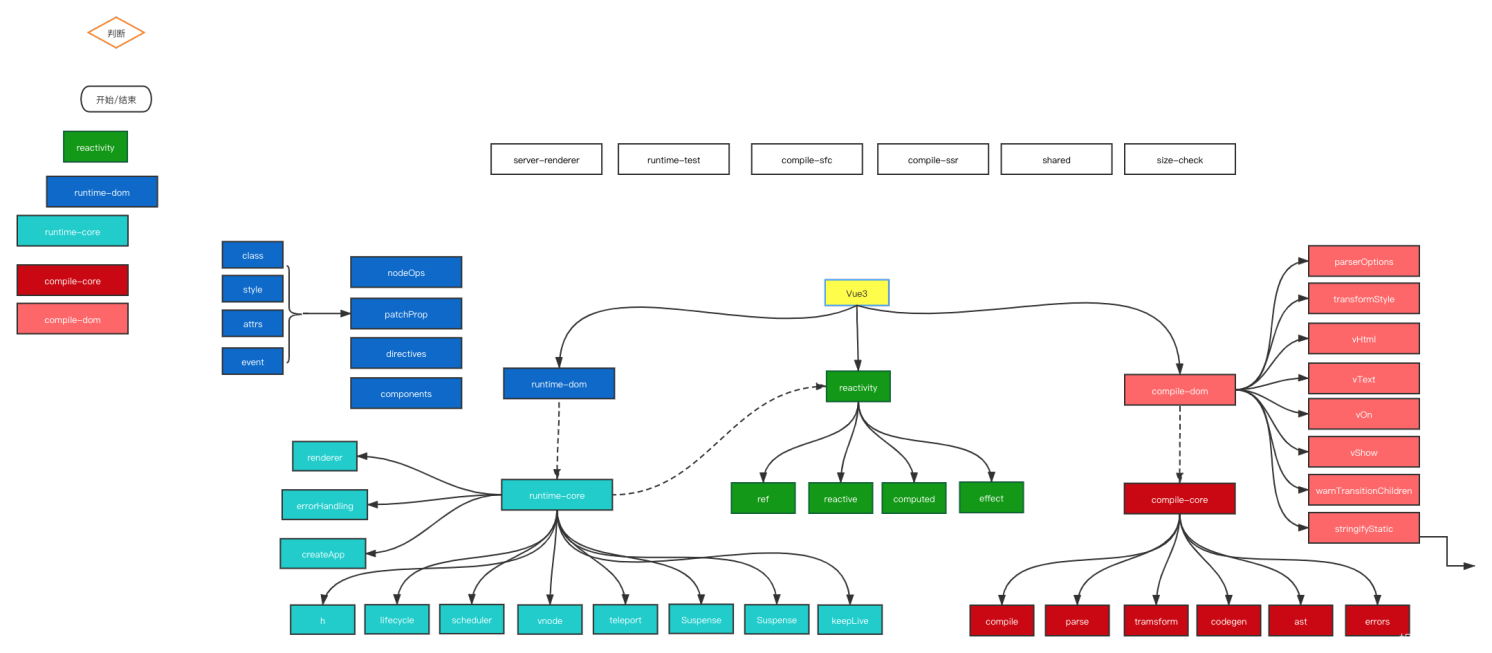 判断
开始/结束
reactivity
runtime-dom
runtime-core
compile-core
compile-dom
server-renderer
runtime-test
compile-sfc
compile-ssr
shared
size-check
class
style
attrs
event
nodeOps
patchProp
directives
components
Vue3
runtime-dom
reactivity
compile-dom
parserOptions
transformStyle
vHtml
vText
vOn
vShow
warnTransitionChildren
stringifyStatic
renderer
errorHandling
createApp
runtime-core
ref
reactive
computed
effect
compile-core
h
lifecycle
scheduler
vnode
teleport
Suspense
Suspense
keepLive
compile
parse
tramsform
codegen
ast
errors